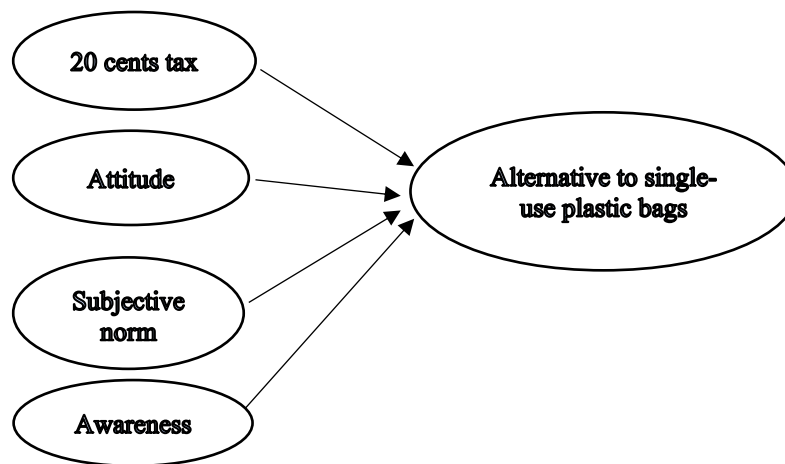 20 cents tax
Attitude
Subjective
norm
Awareness
Alternative to single-
use plastic bags